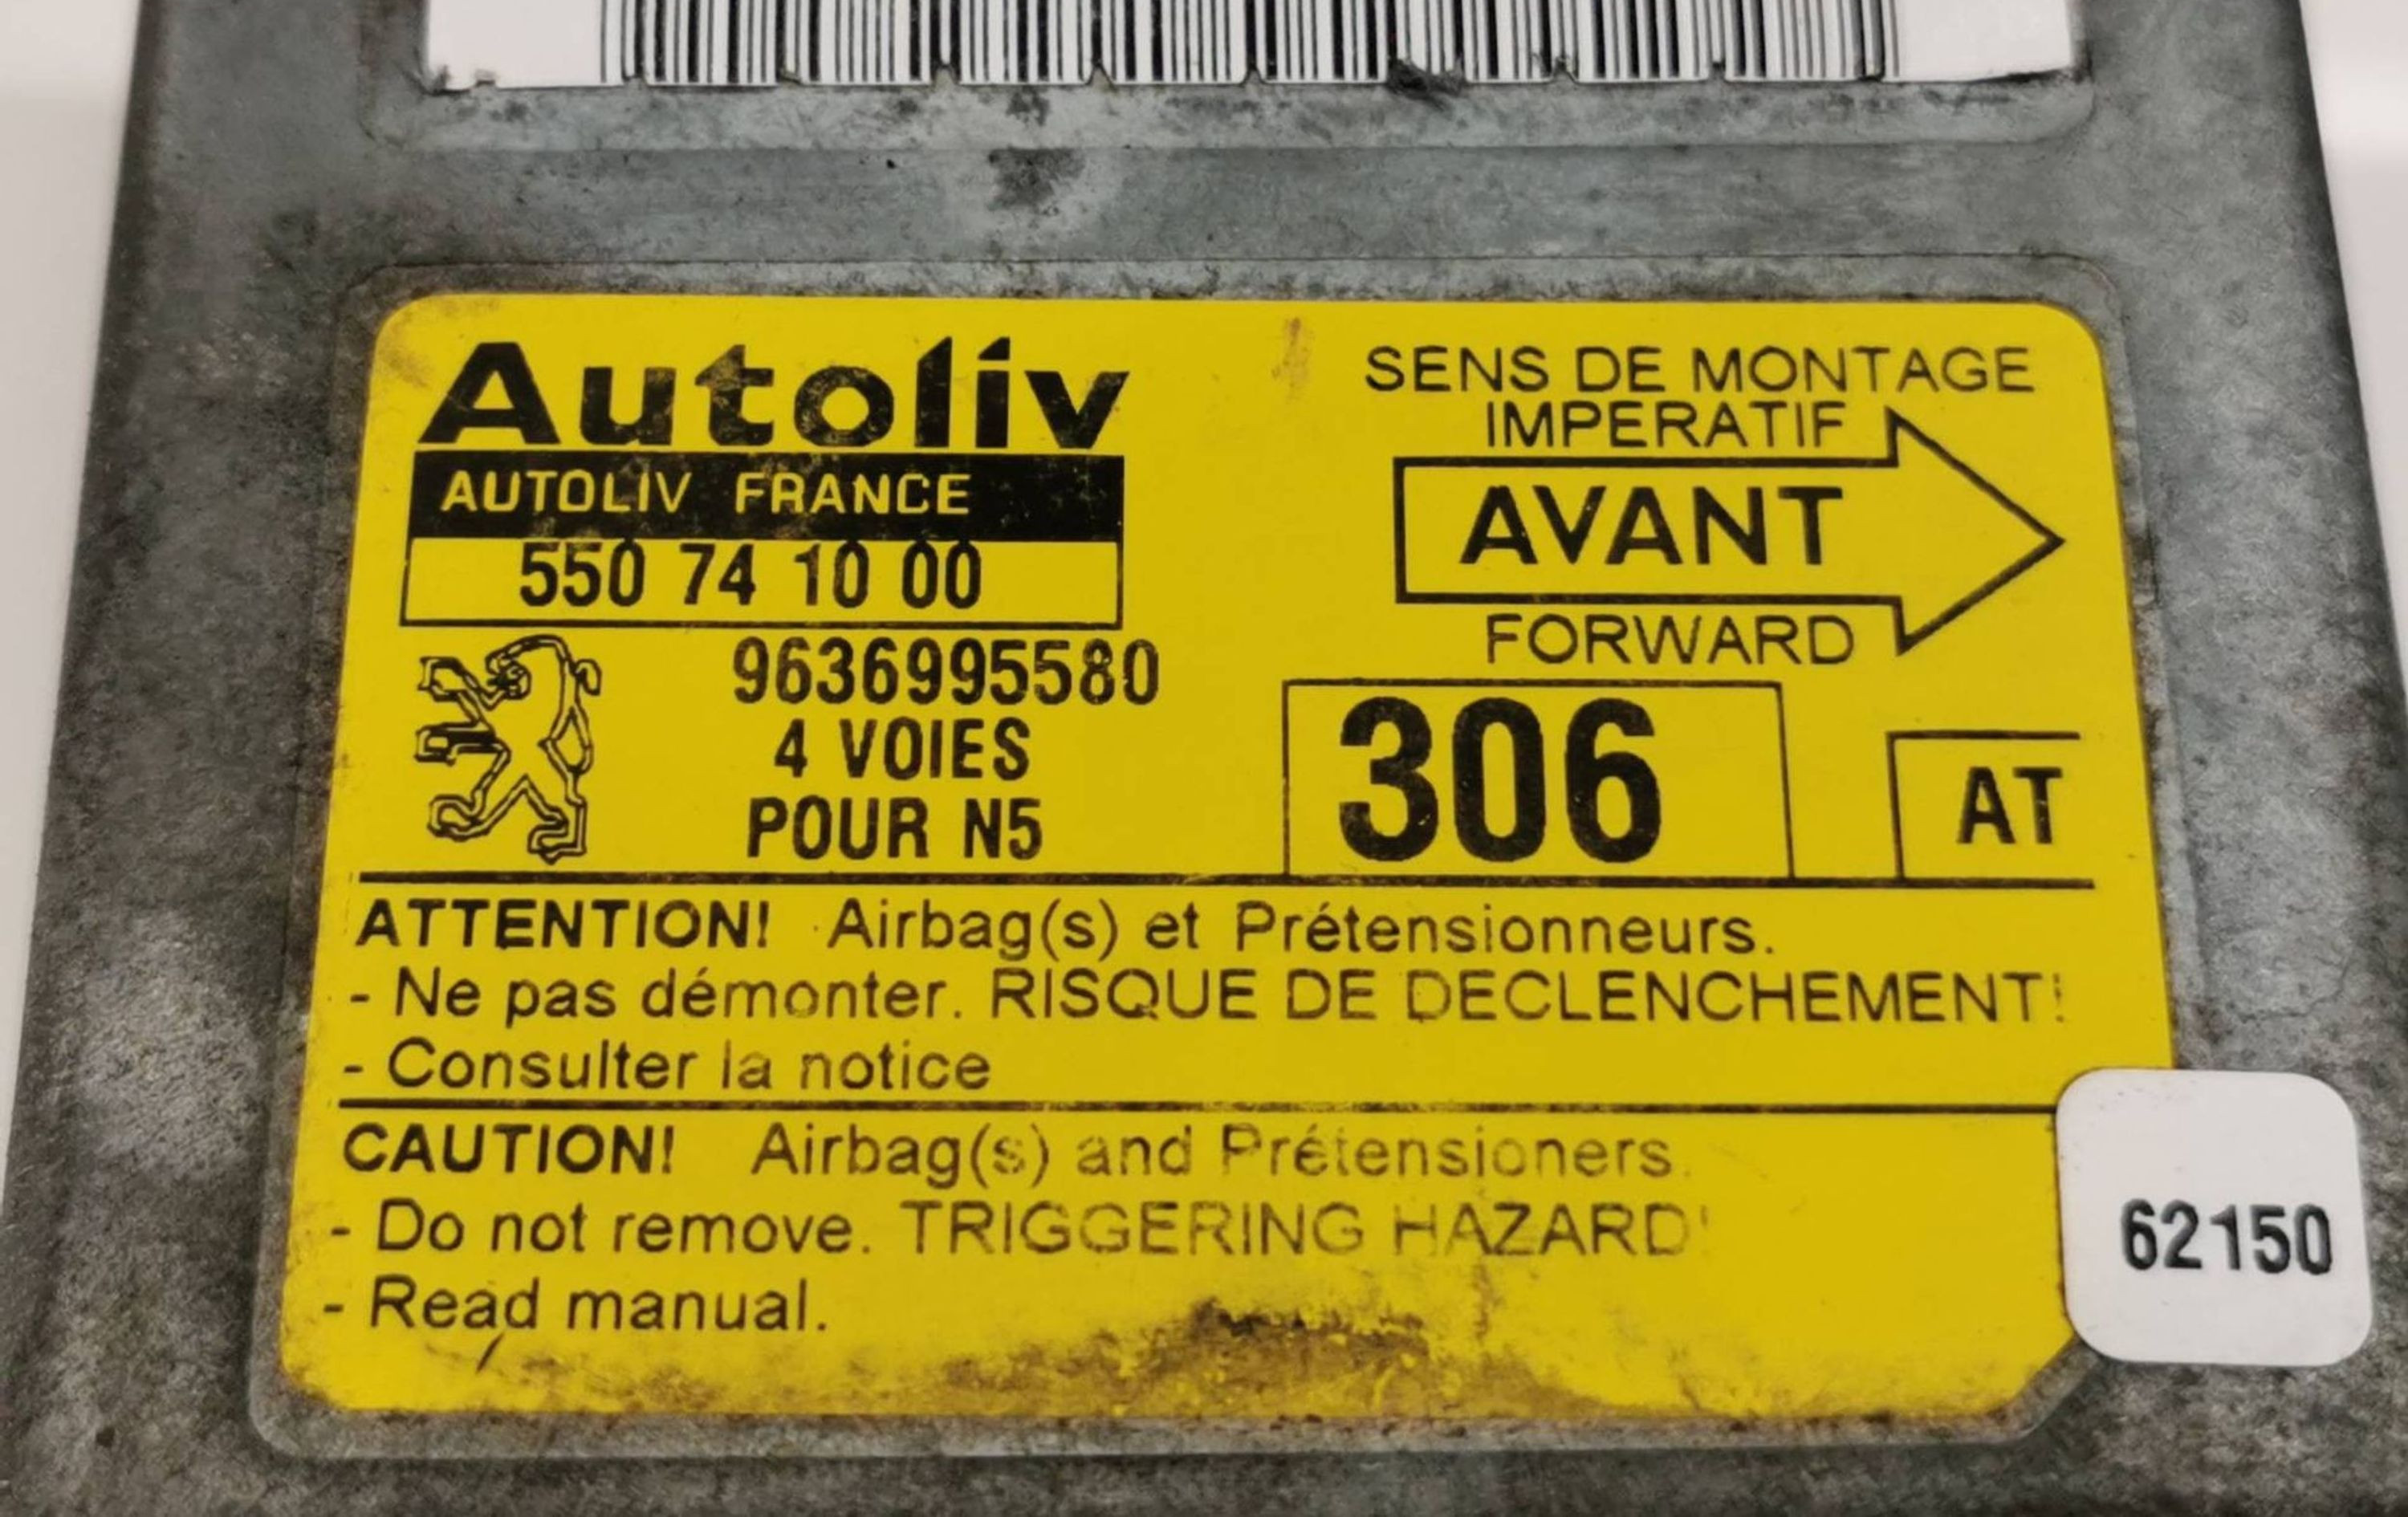 Autoliv
AUTOLIV FRANCE
550 74 10 00
SENS DE MONTAGE
IMPERATIF
AVANT
FORWARD
9636995580
4 VOIES
POUR N5
306
AT
ATTENTION! Airbag(s) et Prétensionneurs.
- Ne pas démonter. RISQUE DE DECLENCHEMENT!
- Consulter la notice
CAUTION! Airbag(s) and Prétensioners.
- Do not remove. TRIGGERING HAZARD!
- Read manual.
62150